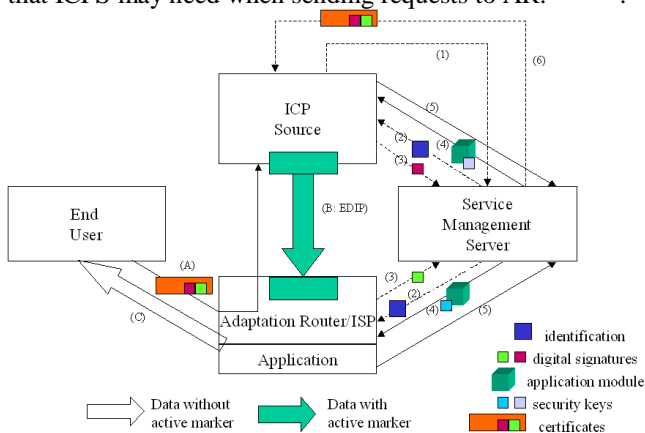 that ICPS may need when sending requests to AR.
(1)
(6)
ICP
Source
(5)
(2)
(4)
(3)
(B: EDIP)
End
User
Service
Management
Server
(A)
(3)
(2)
(4)
(5)
(C)
Adaptation Router/ISP
Application
identification
digital signatures
application module
security keys
certificates
Data without
active marker
Data with
active marker